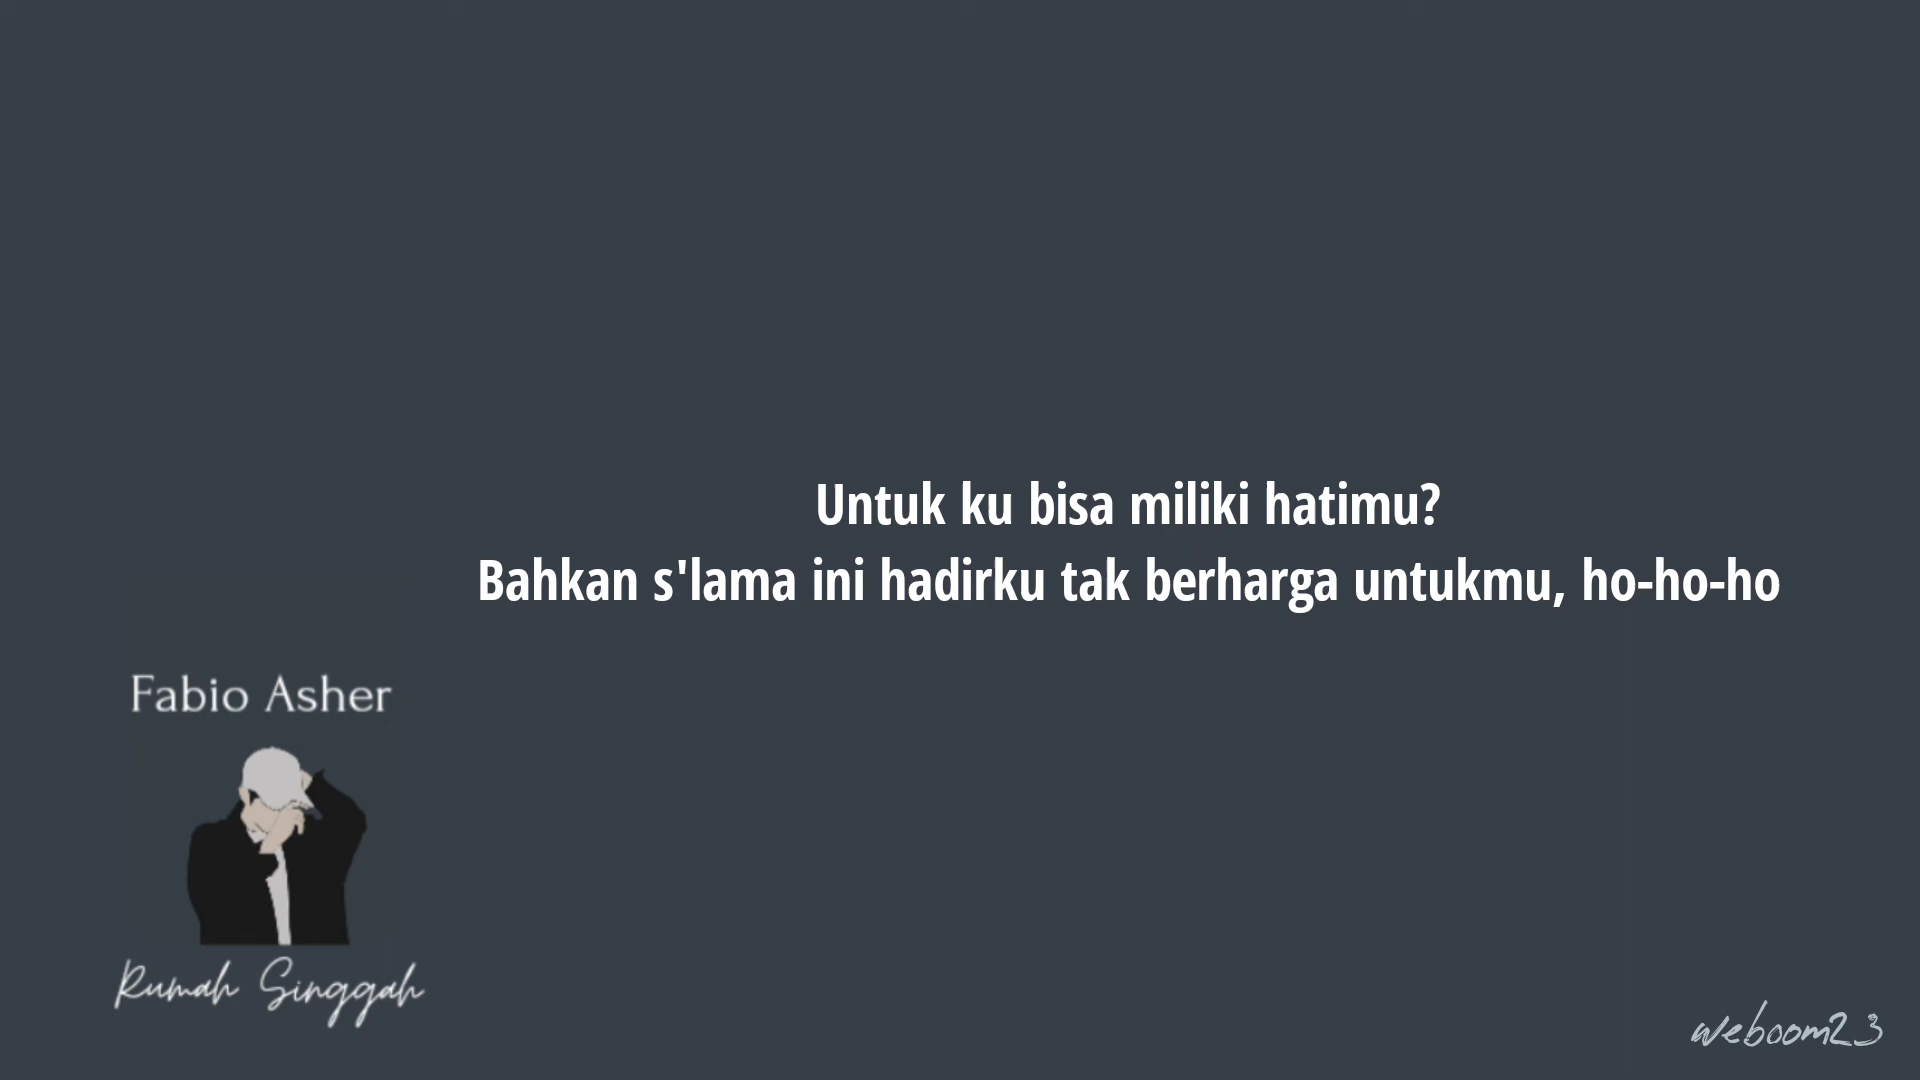 Untuk ku bisa miliki hatimu?
Bahkan s'lama ini hadirku tak berharga untukmu, ho-ho-ho
Fabio Asher
Rumah Singgah
weboom23